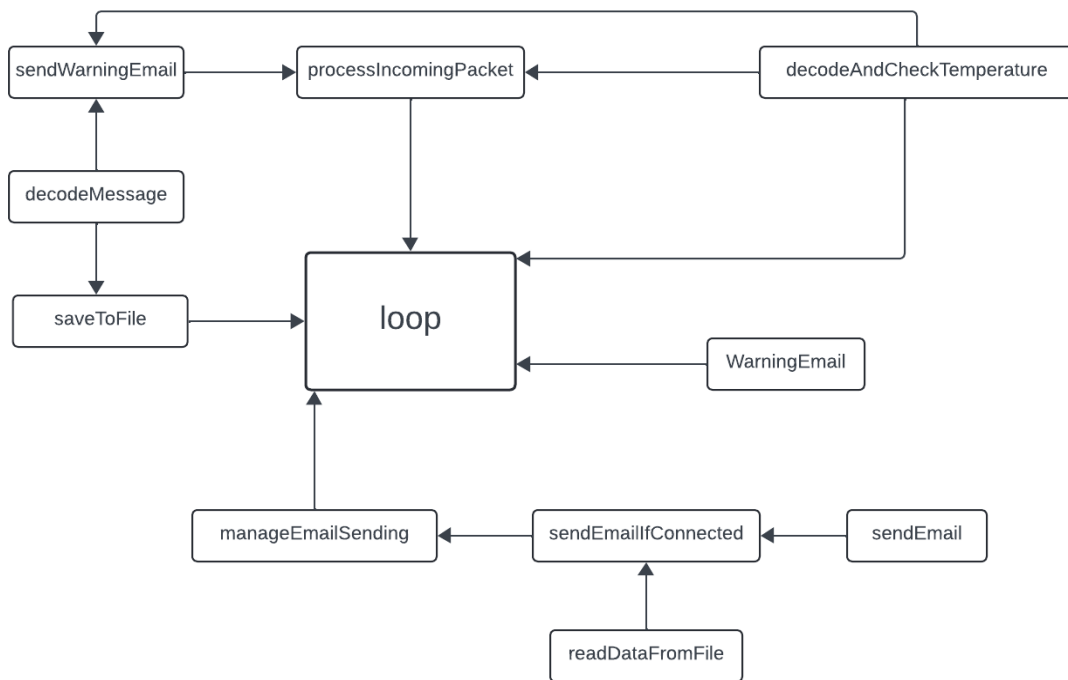 sendWarningEmail
processIncomingPacket
decodeAndCheckTemperature
decodeMessage
saveToFile
loop
WarningEmail
manageEmailSending
sendEmailIfConnected
sendEmail
readDataFromFile